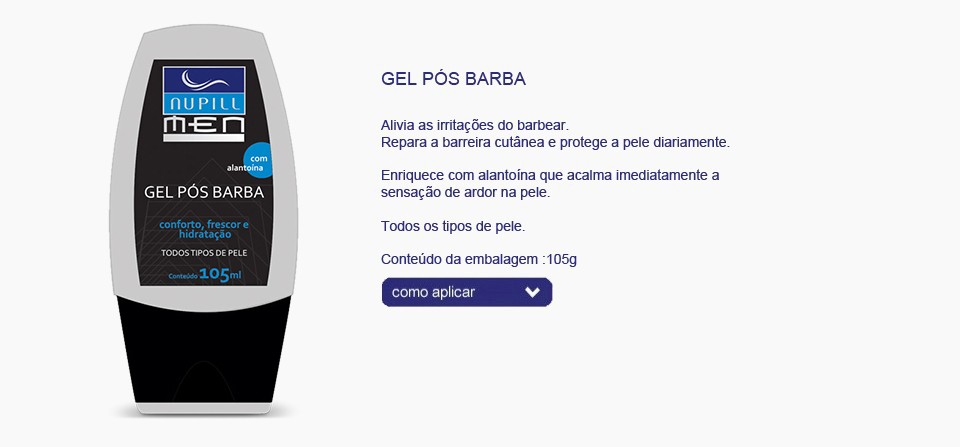 NUPILL
MEN
com
alantoína
GEL PÓS BARBA
conforto, frescor e
hidratação
TODOS TIPOS DE PELE
Conteúdo 105ml
GEL PÓS BARBA
Alivia as irritações do barbear.
Repara a barreira cutânea e protege a pele diariamente.
Enriquece com alantoína que acalma imediatamente a
sensação de ardor na pele.
Todos os tipos de pele.
Conteúdo da embalagem :105g
como aplicar